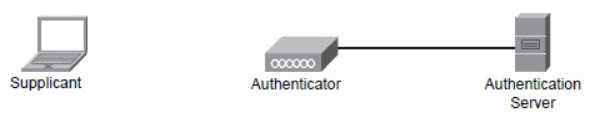 Supplicant
Authenticator
Authentication
Server